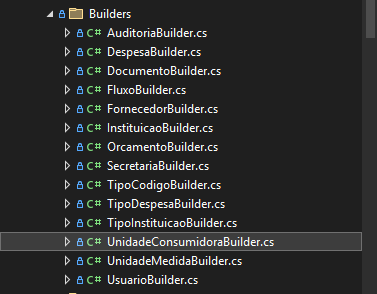 Builders
C# AuditoriaBuilder.cs
C# DespesaBuilder.cs
C# DocumentoBuilder.cs
C# FluxoBuilder.cs
C# FornecedorBuilder.cs
C# InstituicaoBuilder.cs
C# OrcamentoBuilder.cs
C# SecretariaBuilder.cs
C# TipoCodigoBuilder.cs
C# TipoDespesaBuilder.cs
C# TipoInstituicaoBuilder.cs
C# UnidadeConsumidoraBuilder.cs
C# UnidadeMedidaBuilder.cs
C# UsuarioBuilder.cs